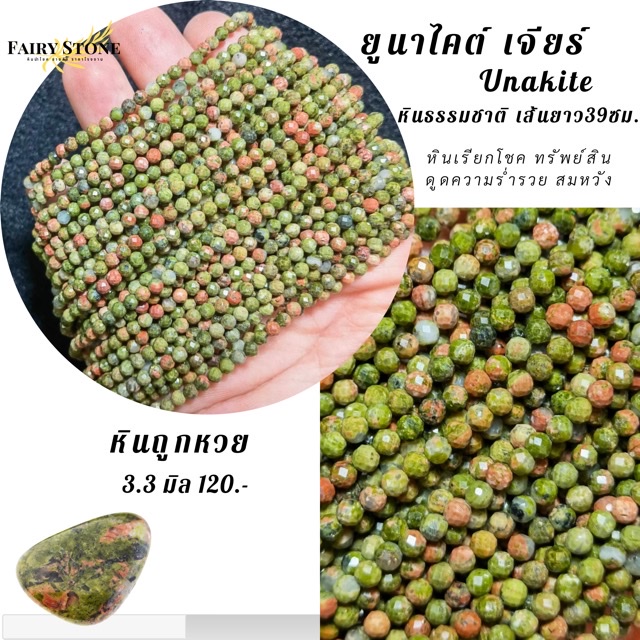 FAIRY STONE
ยูนาไคต์ เจียร์
Unakite
หินธรรมชาติ เส้นยาว39ซม.
หินเรียกโชค ทรัพย์สิน
ดูดความร่ำรวย สมหวัง
หินถูกหวย
3.3 มิล 120.-